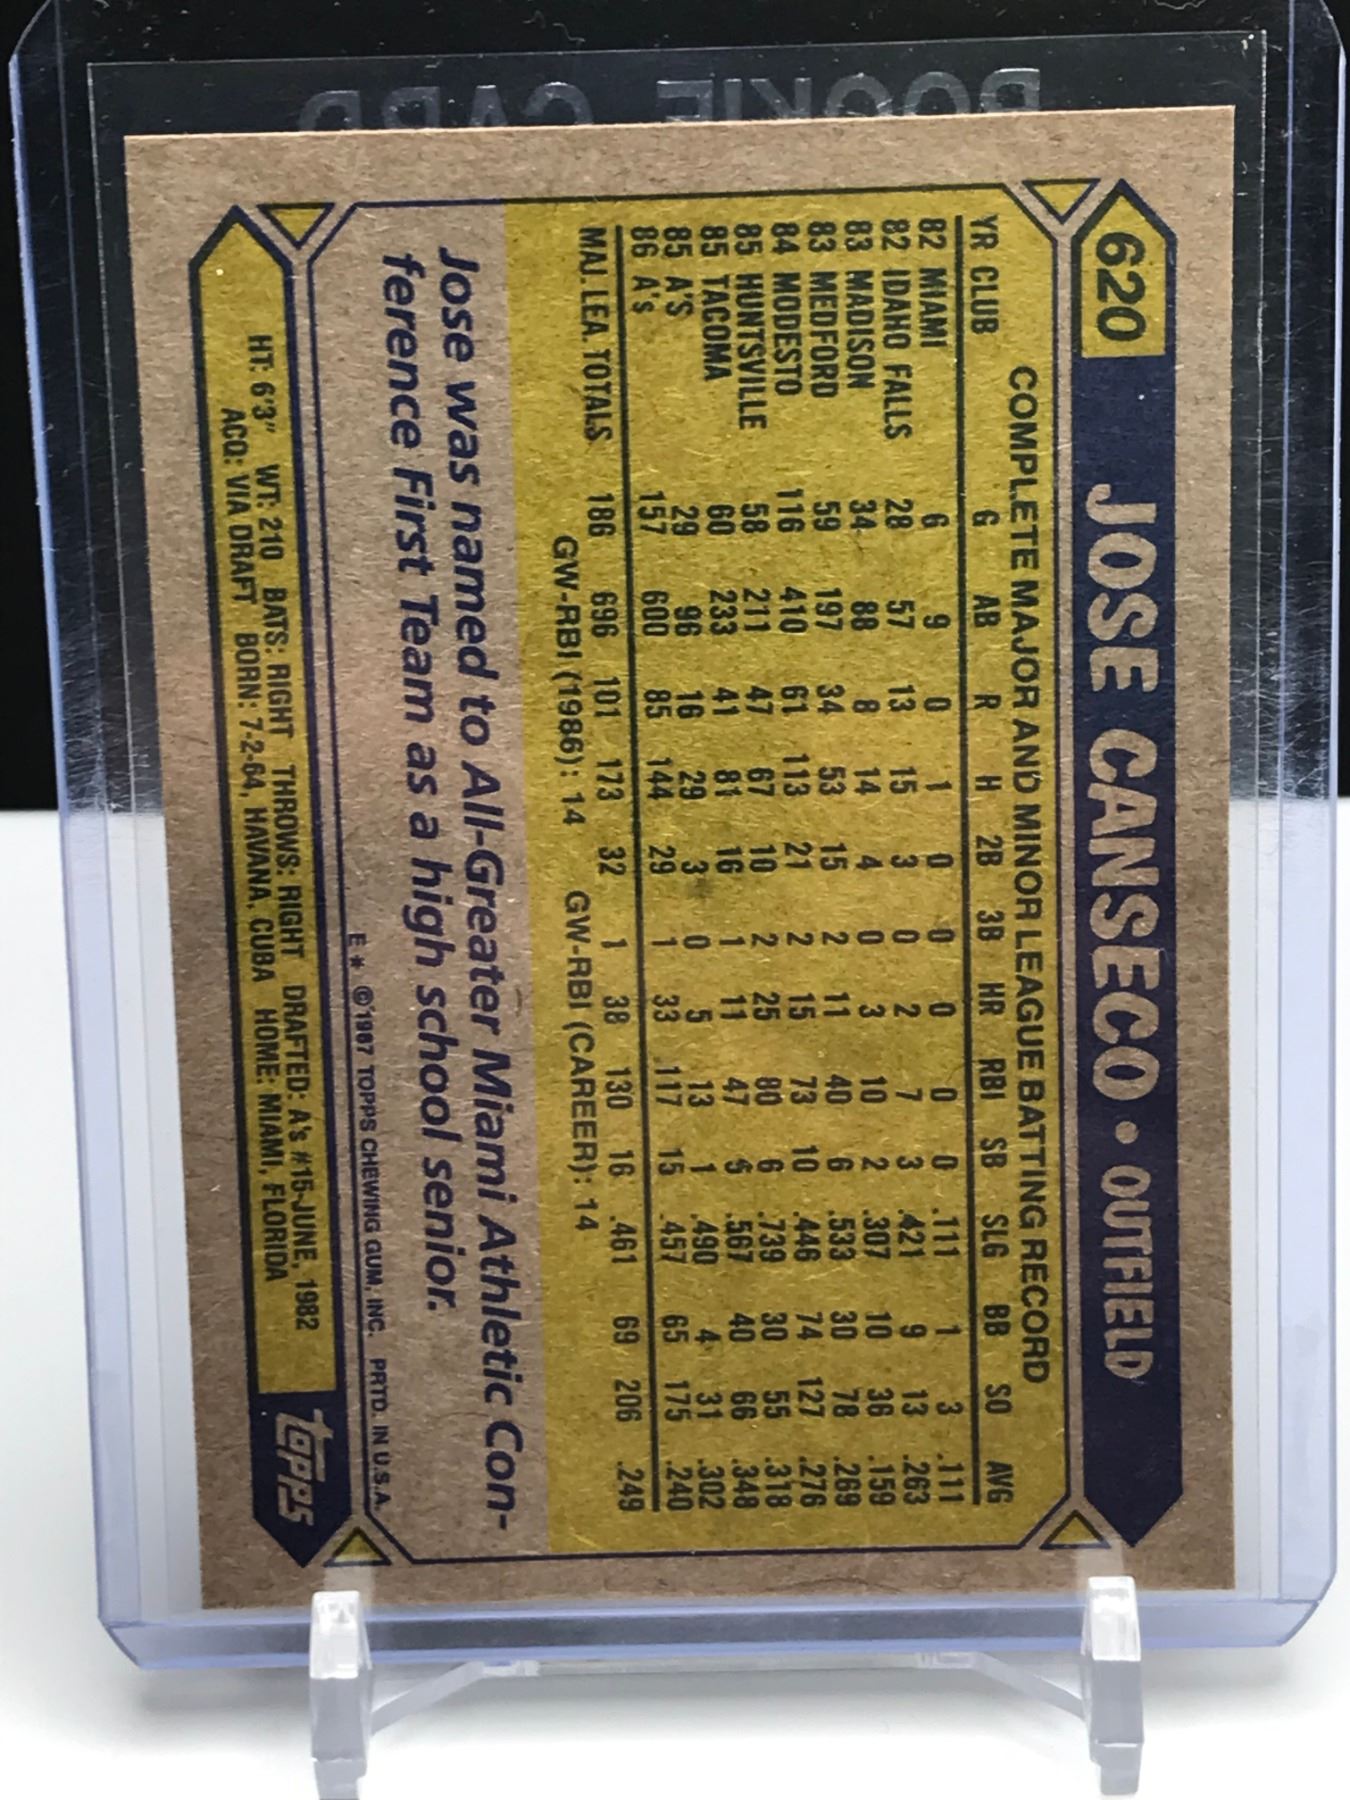 ROOKIE CARD
620 JOSE CANSECO • OUTFIELD
COMPLETE MAJOR AND MINOR LEAGUE BATTING RECORD
YR CLUB G AB R H 2B 3B HR RBI SB SLG BB SO AVG
82 MIAMI 6 9 0 1 0 0 0 0 0 .111 1 3 .111
82 IDAHO FALLS 28 57 13 15 3 0 2 7 3 .421 9 13 .263
83 MADISON 34 88 8 14 4 0 3 10 2 .307 10 36 .159
83 MEDFORD 59 197 34 53 15 2 11 40 6 .533 30 78 .269
84 MODESTO 116 410 61 113 21 2 15 73 10 .446 74 127 .276
85 HUNTSVILLE 58 211 47 67 10 2 25 80 6 .739 30 55 .318
85 TACOMA 60 233 41 81 16 1 11 47 5 .567 40 66 .348
85 A'S 29 96 16 29 3 0 5 13 1 .490 4 31 .302
86 A's 157 600 85 144 29 1 33 .117 15 .457 65 175 .240
MAJ. LEA. TOTALS 186 696 101 173 32 1 38 130 16 .461 69 206 .249
GW-RBI (1986): 14 GW-RBI (CAREER): 14
Jose was named to All-Greater Miami Athletic Con-
ference First Team as a high school senior.
E* ©1987 TOPPS CHEWING GUM, INC. PRTD. IN U.S.A.
HT: 6'3" WT: 210 BATS: RIGHT THROWS: RIGHT DRAFTED: A's #15-JUNE, 1982
ACQ: VIA DRAFT BORN: 7-2-64, HAVANA, CUBA HOME: MIAMI, FLORIDA
topps